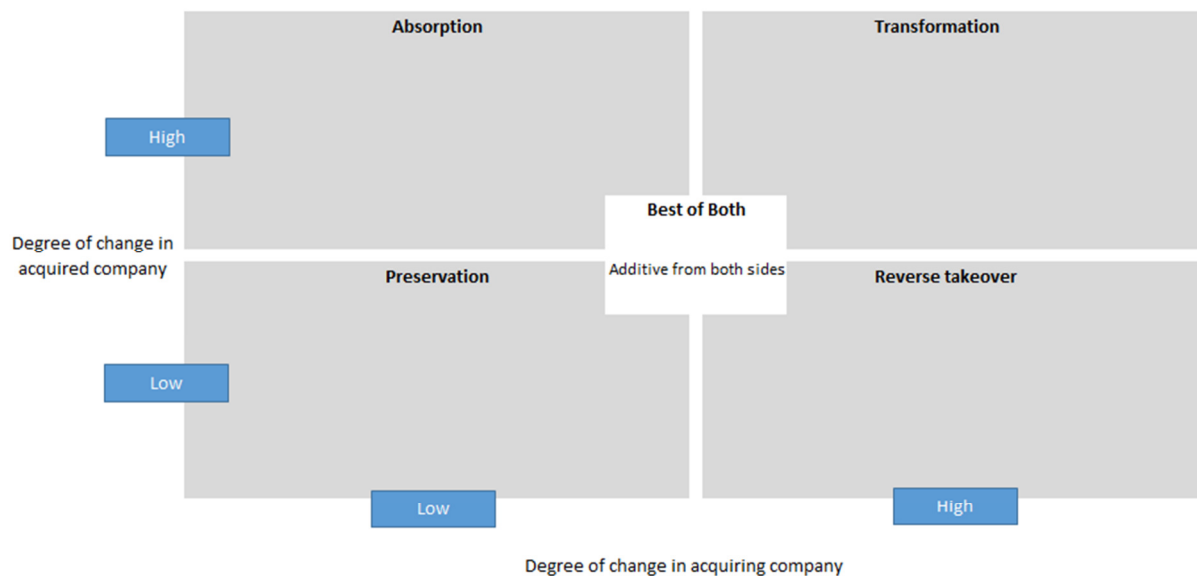 Absorption
Transformation
High
Best of Both
Degree of change in
acquired company
Additive from both sides
Preservation
Reverse takeover
Low
Low
High
Degree of change in acquiring company